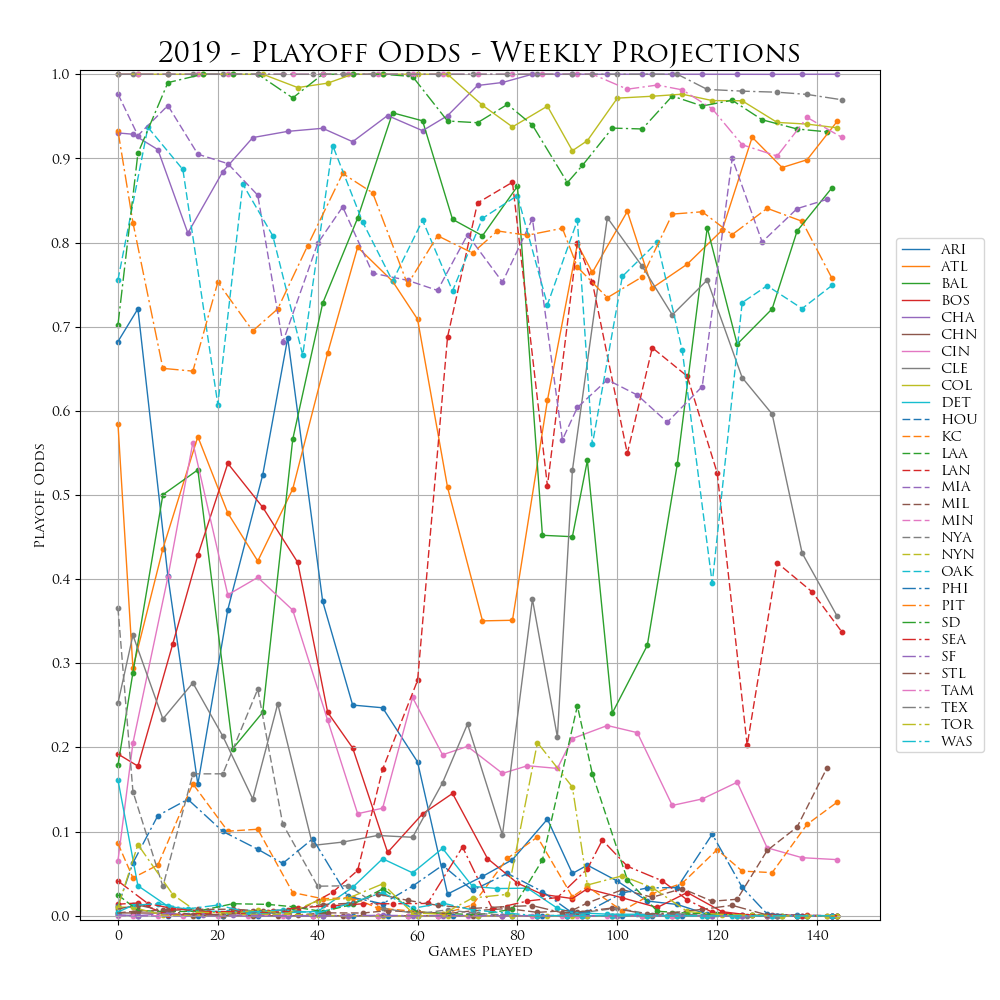 2019 - Playoff Odds - Weekly Projections
1.0
0.9
0.8
0.7
0.6
0.5
0.4
0.3
0.2
0.1
0.0
Playoff Odds
0 20 40 60 80 100 120 140
Games Played
ARI
ATL
BAL
BOS
CHA
CHN
CIN
CLE
COL
DET
HOU
KC
LAA
LAN
MIA
MIL
MIN
NYA
NYN
OAK
PHI
PIT
SD
SEA
SF
STL
TAM
TEX
TOR
WAS